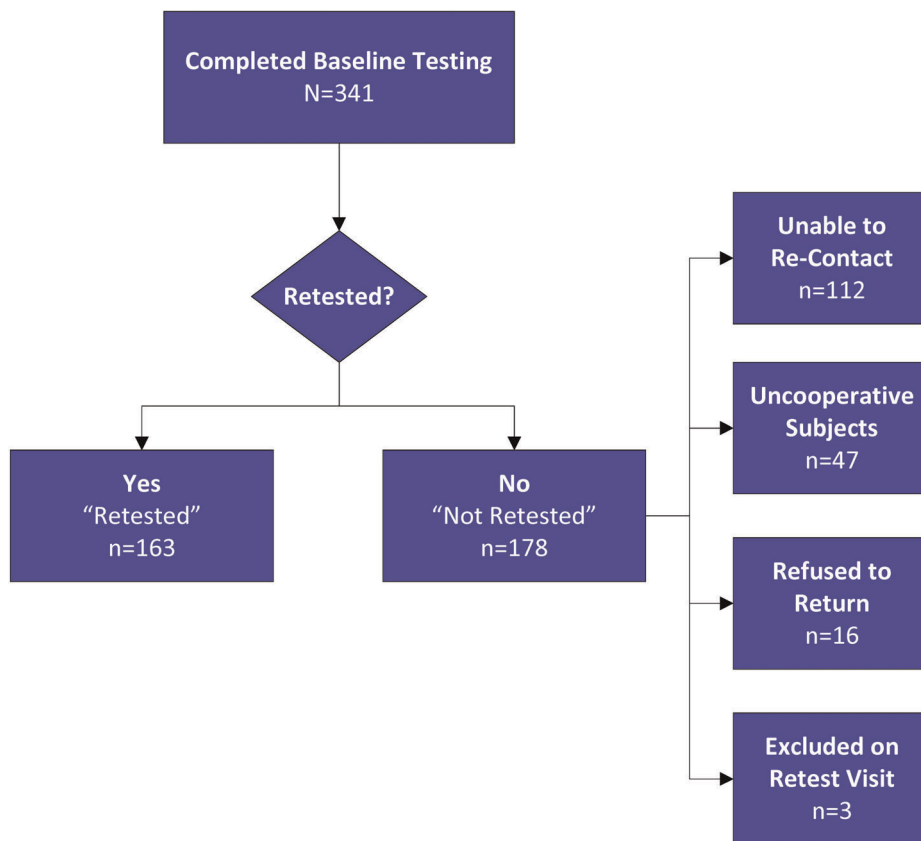 Completed Baseline Testing
N=341
Retested?
Yes
“Retested”
n=163
No
“Not Retested”
n=178
Unable to
Re-Contact
n=112
Uncooperative
Subjects
n=47
Refused to
Return
n=16
Excluded on
Retest Visit
n=3